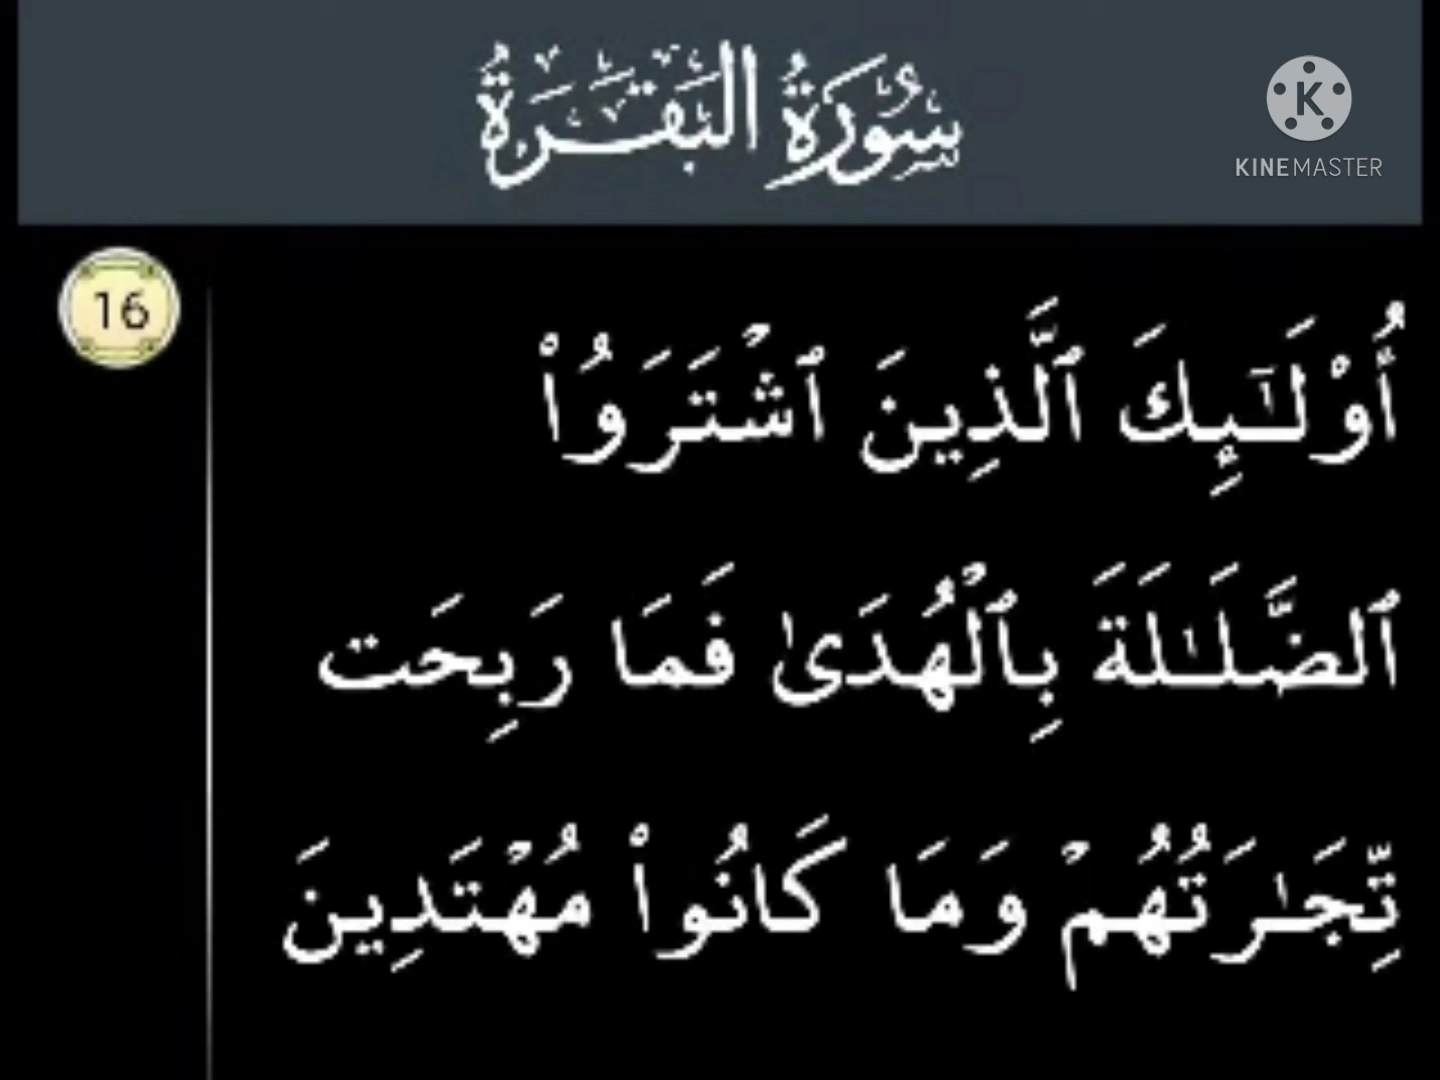 سُورَةُ البَقَرَةِ
KINEMASTER
16
أُو۟لَـٰٓئِكَ ٱلَّذِينَ ٱشْتَرَوُا۟
ٱلضَّلَـٰلَةَ بِٱلْهُدَىٰ فَمَا رَبِحَت
تِّجَـٰرَتُهُمْ وَمَا كَانُوا۟ مُهْتَدِينَ